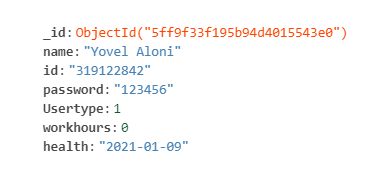 _id:ObjectId("5ff9f33f195b94d4015543e0")
name:"Yovel Aloni"
id:"319122842"
password:"123456"
Usertype:1
workhours:0
health:"2021-01-09"